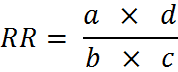 RR = a × d / b × c